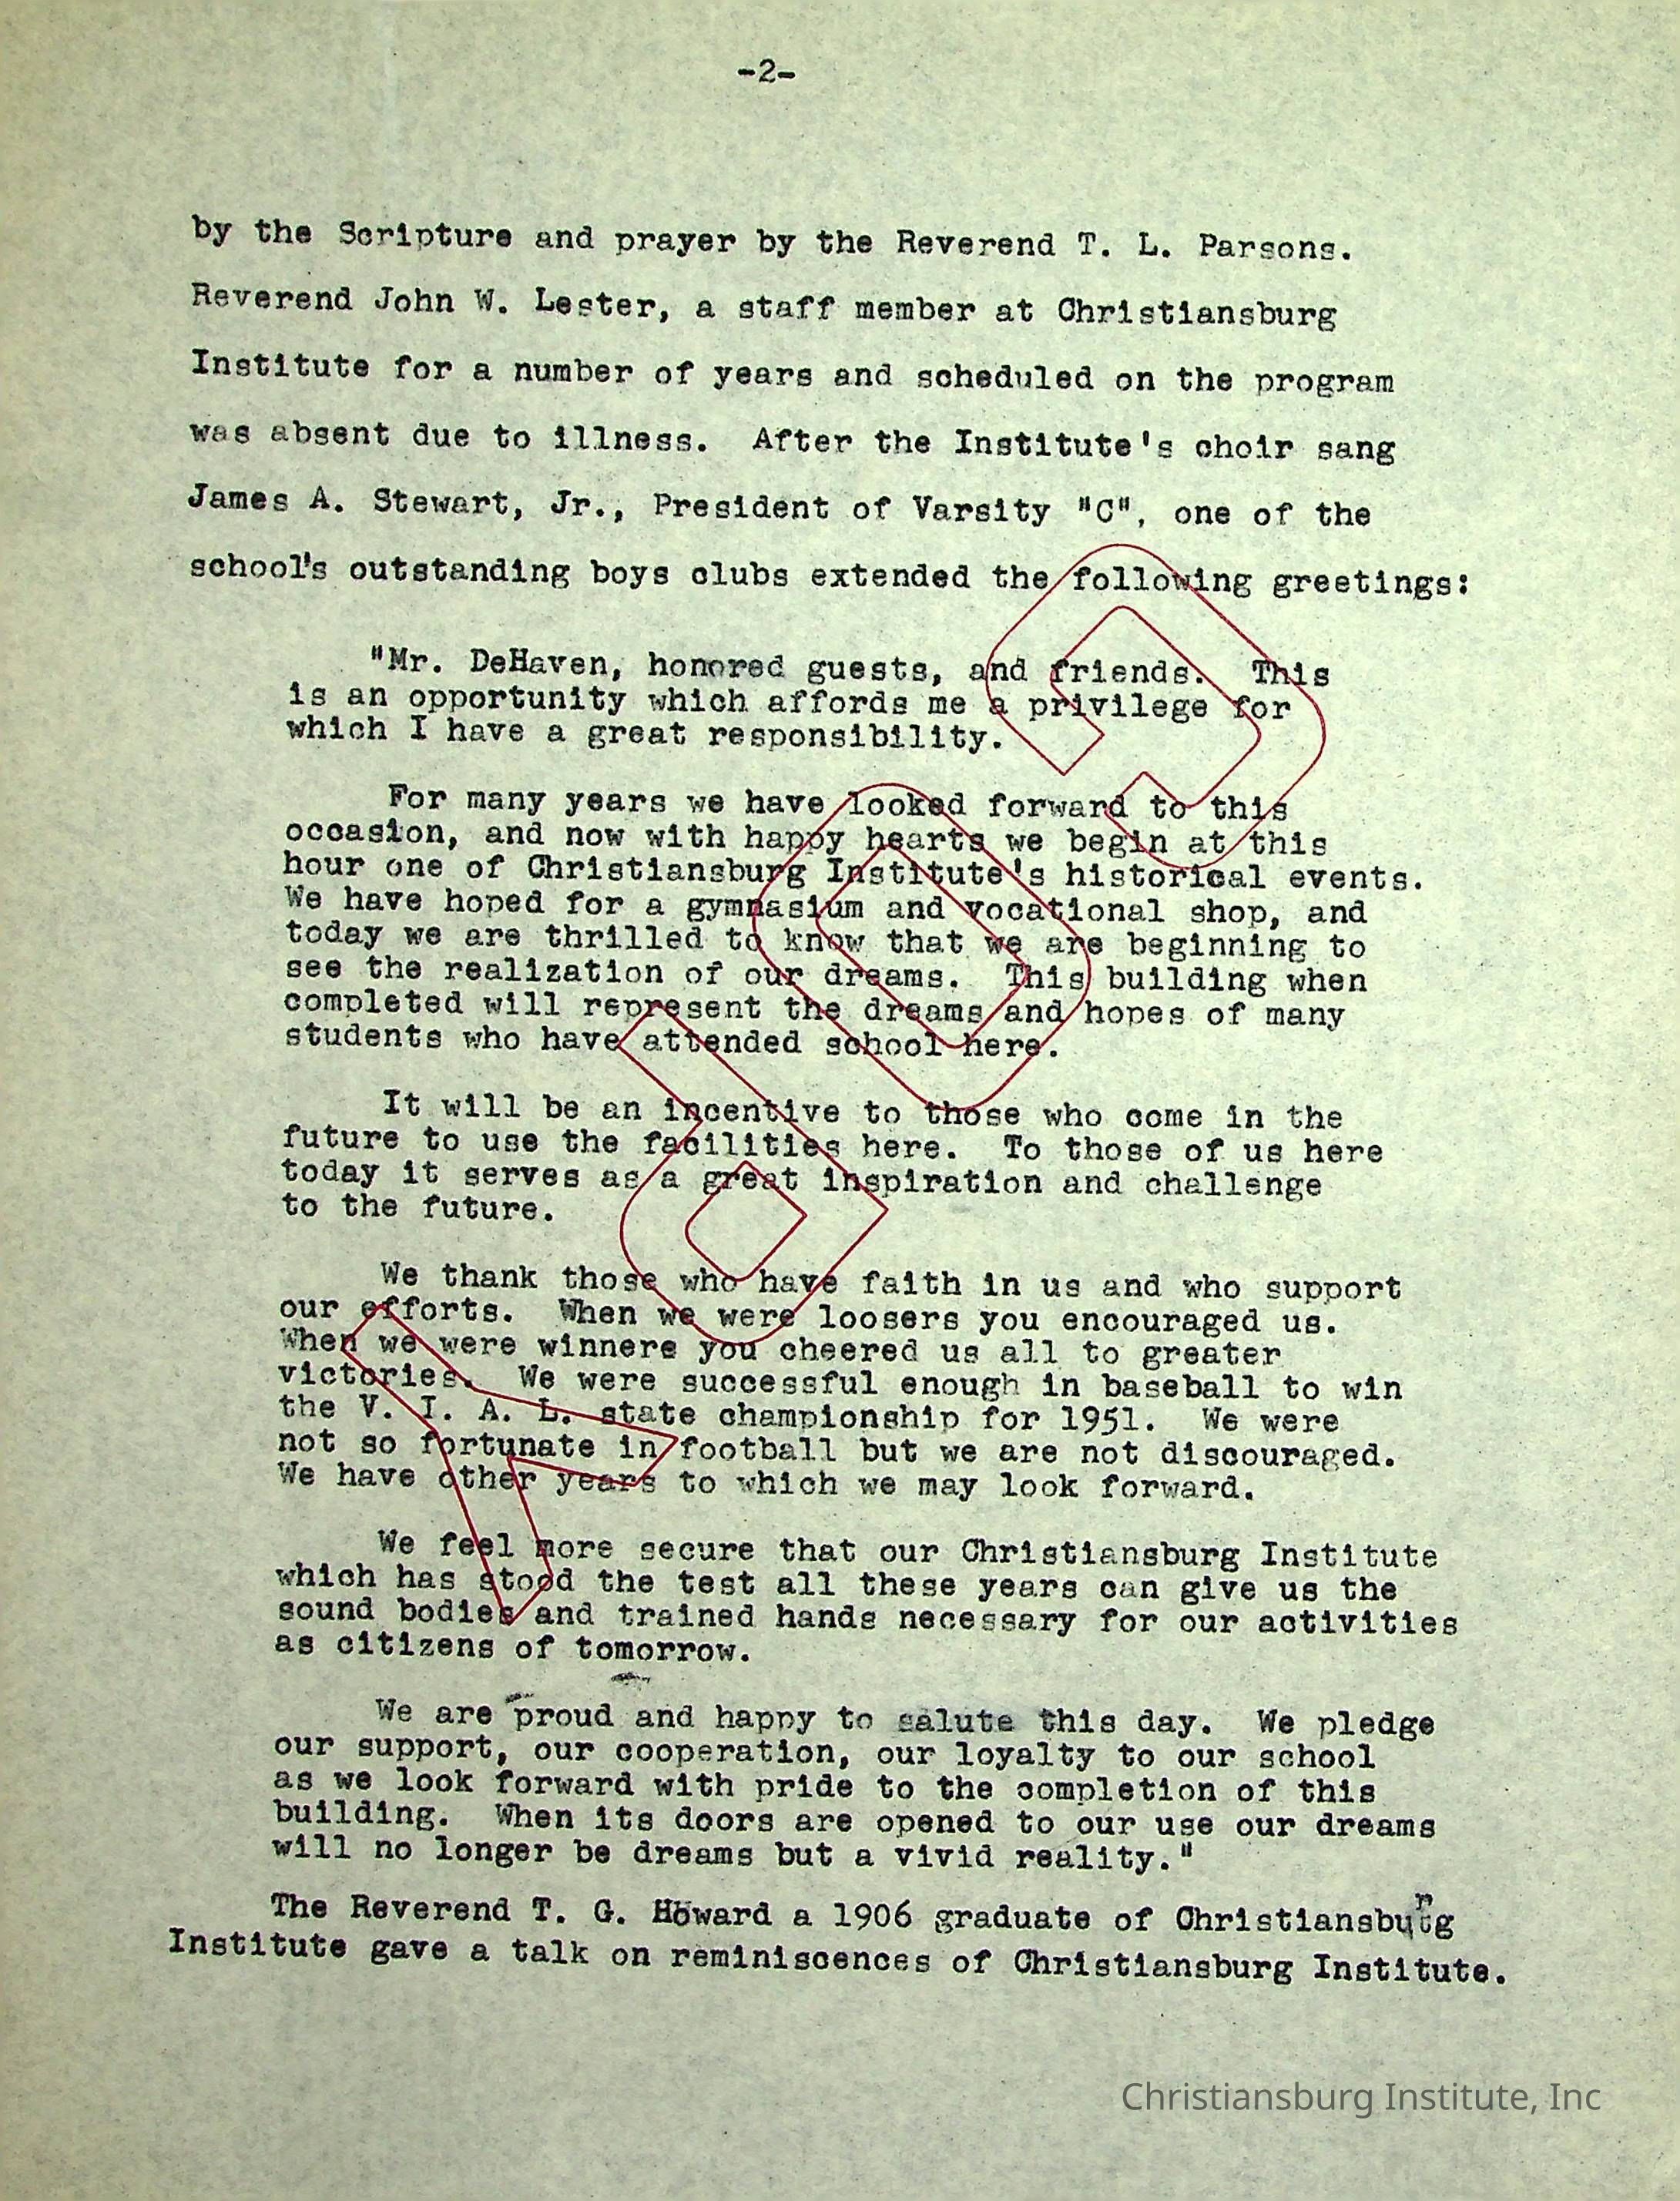 -2-
by the Scripture and prayer by the Reverend T. L. Parsons.
Reverend John W. Lester, a staff member at Christiansburg
Institute for a number of years and scheduled on the program
was absent due to illness.  After the Institute's choir sang
James A. Stewart, Jr., President of Varsity "C", one of the
school's outstanding boys clubs extended the following greetings:
"Mr. DeHaven, honored guests, and friends.  This
is an opportunity which affords me a privilege for
which I have a great responsibility.
For many years we have looked forward to this
occasion, and now with happy hearts we begin at this
hour one of Christiansburg Institute's historical events.
We have hoped for a gymnasium and vocational shop, and
today we are thrilled to know that we are beginning to
see the realization of our dreams.  This building when
completed will represent the dreams and hopes of many
students who have attended school here.
It will be an incentive to those who come in the
future to use the facilities here.  To those of us here
today it serves as a great inspiration and challenge
to the future.
We thank those who have faith in us and who support
our efforts.  When we were loosers you encouraged us.
When we were winnere you cheered us all to greater
victories.  We were successful enough in baseball to win
the V. I. A. L. state championship for 1951.  We were
not so fortunate in football but we are not discouraged.
We have other years to which we may look forward.
We feel more secure that our Christiansburg Institute
which has stood the test all these years can give us the
sound bodies and trained hands necessary for our activities
as citizens of tomorrow.
We are proud and happy to salute this day.  We pledge
our support, our cooperation, our loyalty to our school
as we look forward with pride to the completion of this
building.  When its doors are opened to our use our dreams
will no longer be dreams but a vivid reality."
The Reverend T. G. Howard a 1906 graduate of Christiansburg
Institute gave a talk on reminiscences of Christiansburg Institute.
Christiansburg Institute, Inc